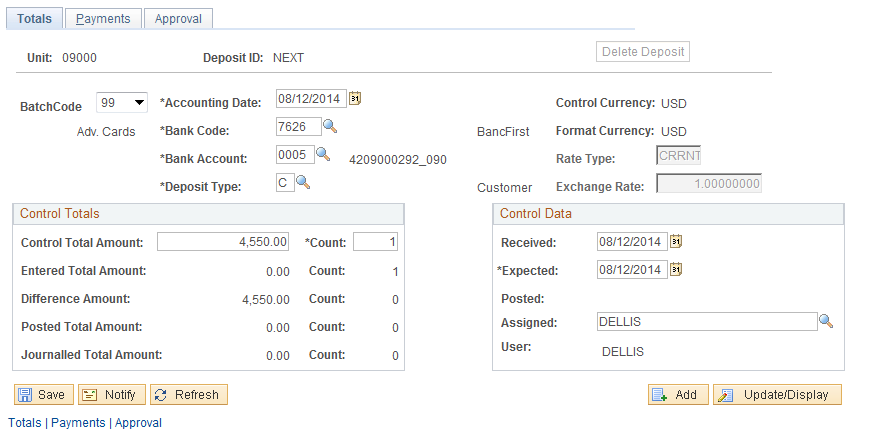 Totals Payments Approval
Unit: 09000 Deposit ID: NEXT Delete Deposit
BatchCode 99 *Accounting Date: 08/12/2014 31 Control Currency: USD
Adv. Cards *Bank Code: 7626 BancFirst Format Currency: USD
*Bank Account: 0005 4209000292_090 Rate Type: CRRNT
*Deposit Type: C Customer Exchange Rate: 1.00000000
Control Totals Control Data
Control Total Amount: 4,550.00 *Count: 1 Received: 08/12/2014 31
Entered Total Amount: 0.00 Count: 1 *Expected: 08/12/2014 31
Difference Amount: 4,550.00 Count: 0 Posted:
Posted Total Amount: 0.00 Count: 0 Assigned: DELLIS
Journalled Total Amount: 0.00 Count: 0 User: DELLIS
Save Notify Refresh Add Update/Display
Totals | Payments | Approval